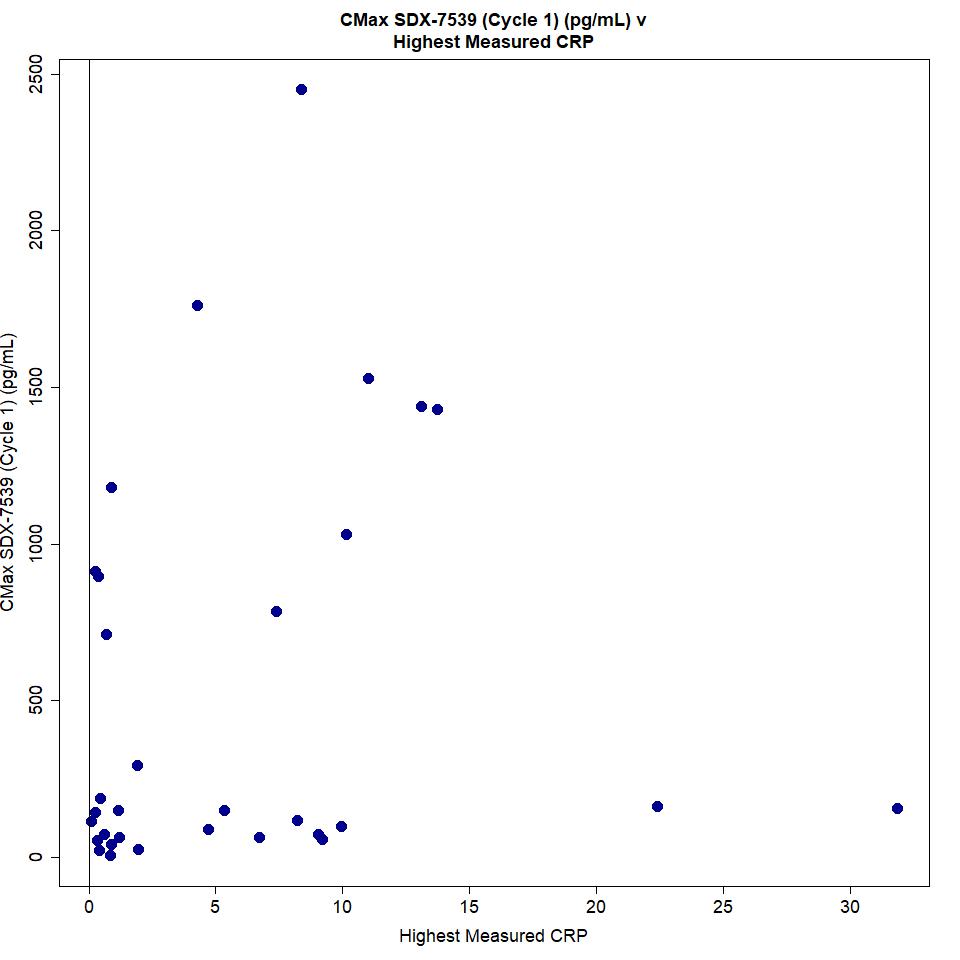 CMax SDX-7539 (Cycle 1) (pg/mL) v
Highest Measured CRP
2500
2000
1500
1000
500
0
CMax SDX-7539 (Cycle 1) (pg/mL)
0 5 10 15 20 25 30
Highest Measured CRP